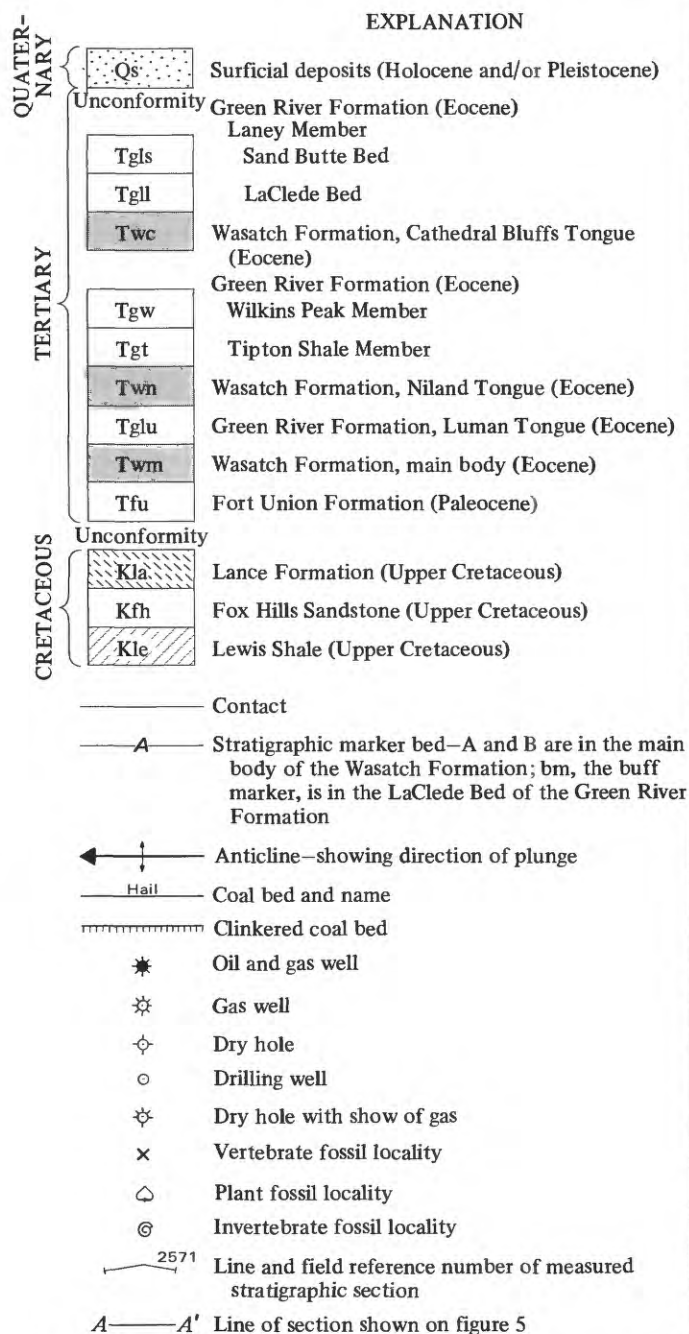 EXPLANATION
QUATER-
NARY
Qs Surficial deposits (Holocene and/or Pleistocene)
Unconformity
TERTIARY
Green River Formation (Eocene)
Laney Member
Tgls Sand Butte Bed
Tgll LaClede Bed
Twc Wasatch Formation, Cathedral Bluffs Tongue
(Eocene)
Green River Formation (Eocene)
Tgw Wilkins Peak Member
Tgt Tipton Shale Member
Twn Wasatch Formation, Niland Tongue (Eocene)
Tglu Green River Formation, Luman Tongue (Eocene)
Twm Wasatch Formation, main body (Eocene)
Tfu Fort Union Formation (Paleocene)
Unconformity
CRETACEOUS
Kla Lance Formation (Upper Cretaceous)
Kfh Fox Hills Sandstone (Upper Cretaceous)
Kle Lewis Shale (Upper Cretaceous)
Contact
A Stratigraphic marker bed—A and B are in the main
body of the Wasatch Formation; bm, the buff
marker, is in the LaClede Bed of the Green River
Formation
Anticline—showing direction of plunge
Hail Coal bed and name
Clinkered coal bed
Oil and gas well
Gas well
Dry hole
Drilling well
Dry hole with show of gas
Vertebrate fossil locality
Plant fossil locality
Invertebrate fossil locality
2571 Line and field reference number of measured
stratigraphic section
A——A' Line of section shown on figure 5